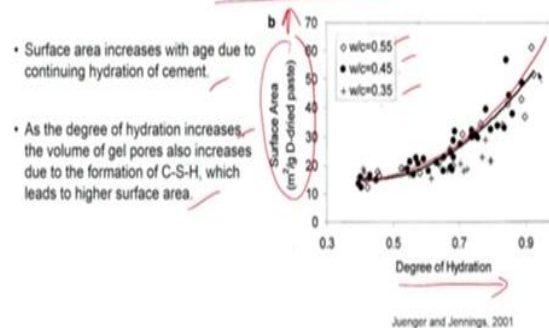 • Surface area increases with age due to
continuing hydration of cement.
• As the degree of hydration increases,
the volume of gel pores also increases
due to the formation of C-S-H, which
leads to higher surface area.
b
Surface Area
(m²/g D-dried paste)
70
60
50
40
30
20
10
0
◇ w/c=0.55
● w/c=0.45
+ w/c=0.35
0.3 0.5 0.7 0.9
Degree of Hydration
Juenger and Jennings, 2001